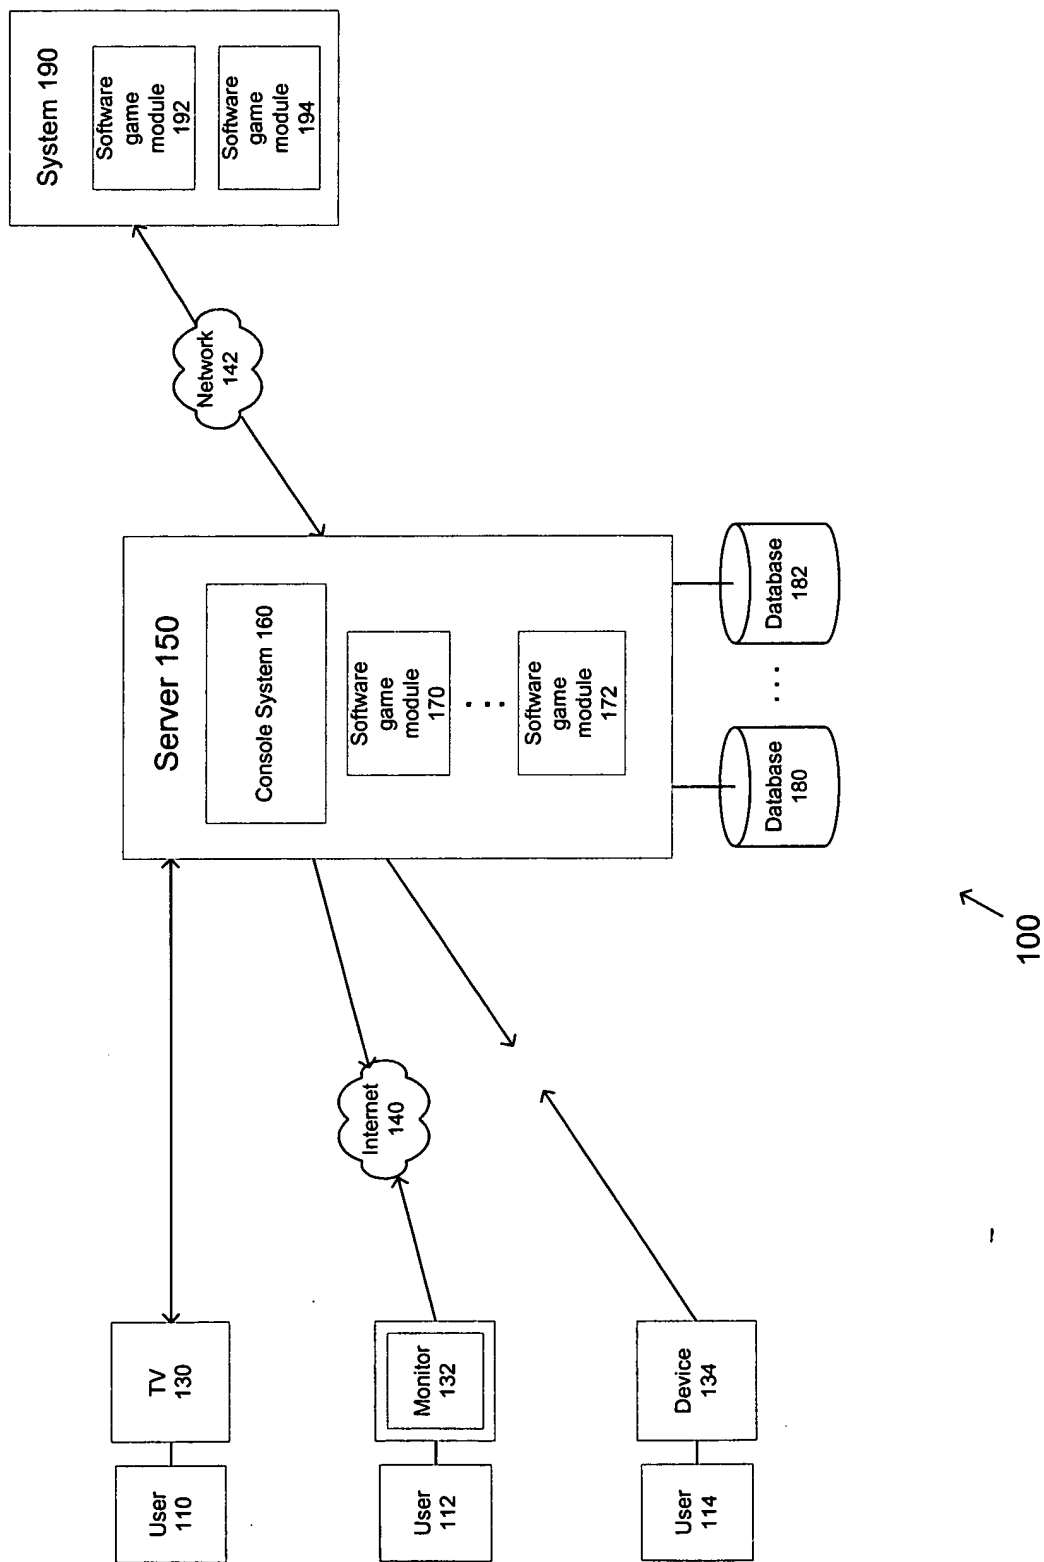 User
110
TV
130
User
112
Monitor
132
User
114
Device
134
Internet
140
Server 150
Console System 160
Software
game
module
170
. . .
Software
game
module
172
Database
180
. . .
Database
182
Network
142
System 190
Software
game
module
192
Software
game
module
194
100